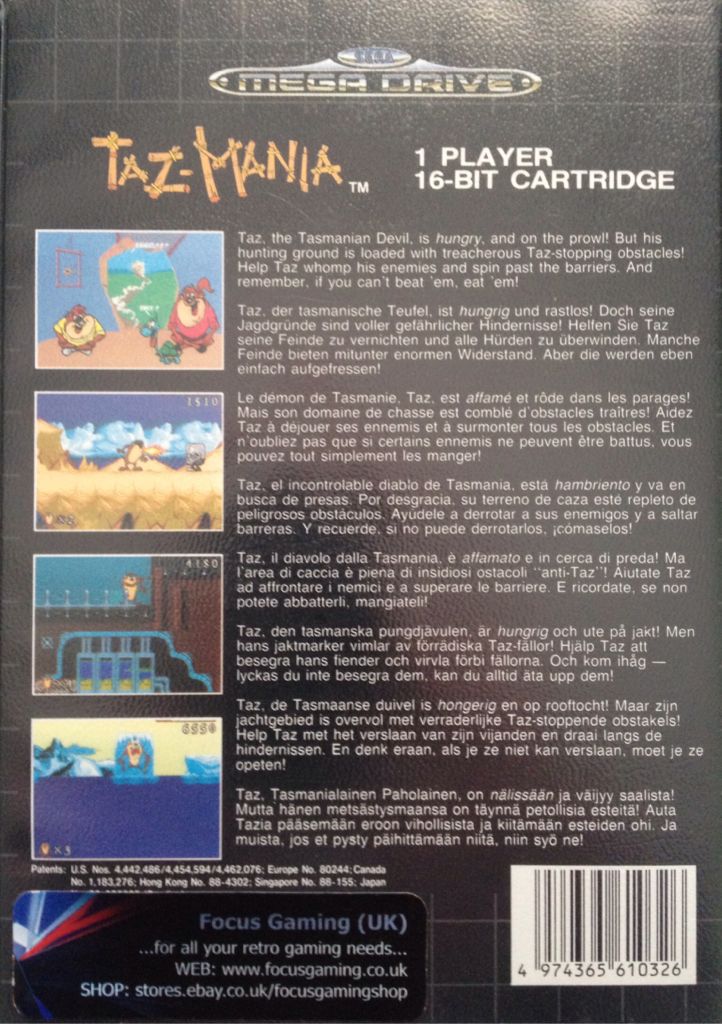 SEGA
MEGA DRIVE
TAZ-MANIA TM
1 PLAYER
16-BIT CARTRIDGE
Taz, the Tasmanian Devil, is hungry, and on the prowl! But his
hunting ground is loaded with treacherous Taz-stopping obstacles!
Help Taz whomp his enemies and spin past the barriers. And
remember, if you can't beat 'em, eat 'em!
Taz, der tasmanische Teufel, ist hungrig und rastlos! Doch seine
Jagdgründe sind voller gefährlicher Hindernisse! Helfen Sie Taz
seine Feinde zu vernichten und alle Hürden zu überwinden. Manche
Feinde bieten mitunter enormen Widerstand. Aber die werden eben
einfach aufgefressen!
Le démon de Tasmanie, Taz, est affamé et rôde dans les parages!
Mais son domaine de chasse est comblé d'obstacles traîtres! Aidez
Taz à déjouer ses ennemis et à surmonter tous les obstacles. Et
n'oubliez pas que si certains ennemis ne peuvent être battus, vous
pouvez tout simplement les manger!
Taz, el incontrolable diablo de Tasmania, está hambriento y va en
busca de presas. Por desgracia, su terreno de caza esté repleto de
peligrosos obstáculos. Ayúdele a derrotar a sus enemigos y a saltar
barreras. Y recuerde, si no puede derrotarlos, ¡cómaselos!
Taz, il diavolo dalla Tasmania, è affamato e in cerca di preda! Ma
l'area di caccia è piena di insidiosi ostacoli "anti-Taz"! Aiutate Taz
ad affrontare i nemici e a superare le barriere. E ricordate, se non
potete abbatterli, mangiateli!
Taz, den tasmanska pungdjävulen, är hungrig och ute på jakt! Men
hans jaktmarker vimlar av förrädiska Taz-fällor! Hjälp Taz att
besegra hans fiender och virvla förbi fällorna. Och kom ihåg —
lyckas du inte besegra dem, kan du alltid äta upp dem!
Taz, de Tasmaanse duivel is hongerig en op rooftocht! Maar zijn
jachtgebied is overvol met verraderlijke Taz-stoppende obstakels!
Help Taz met het verslaan van zijn vijanden en draai langs de
hindernissen. En denk eraan, als je ze niet kan verslaan, moet je ze
opeten!
Taz, Tasmanialainen Paholainen, on nälissään ja väijyy saalista!
Mutta hänen metsästysmaansa on täynnä petollisia esteitä! Auta
Tazia pääsemään eroon vihollisista ja kiitämään esteiden ohi. Ja
muista, jos et pysty päihittämään niitä, niin syö ne!
1510
4180
6990
x3
Patents: U.S. Nos. 4,442,486/4,454,594/4,462,076; Europe No. 80244; Canada
No. 1,183,276; Hong Kong No. 88-4302; Singapore No. 88-155; Japan
Focus Gaming (UK)
...for all your retro gaming needs...
WEB: www.focusgaming.co.uk
SHOP: stores.ebay.co.uk/focusgamingshop
4 974365 610326